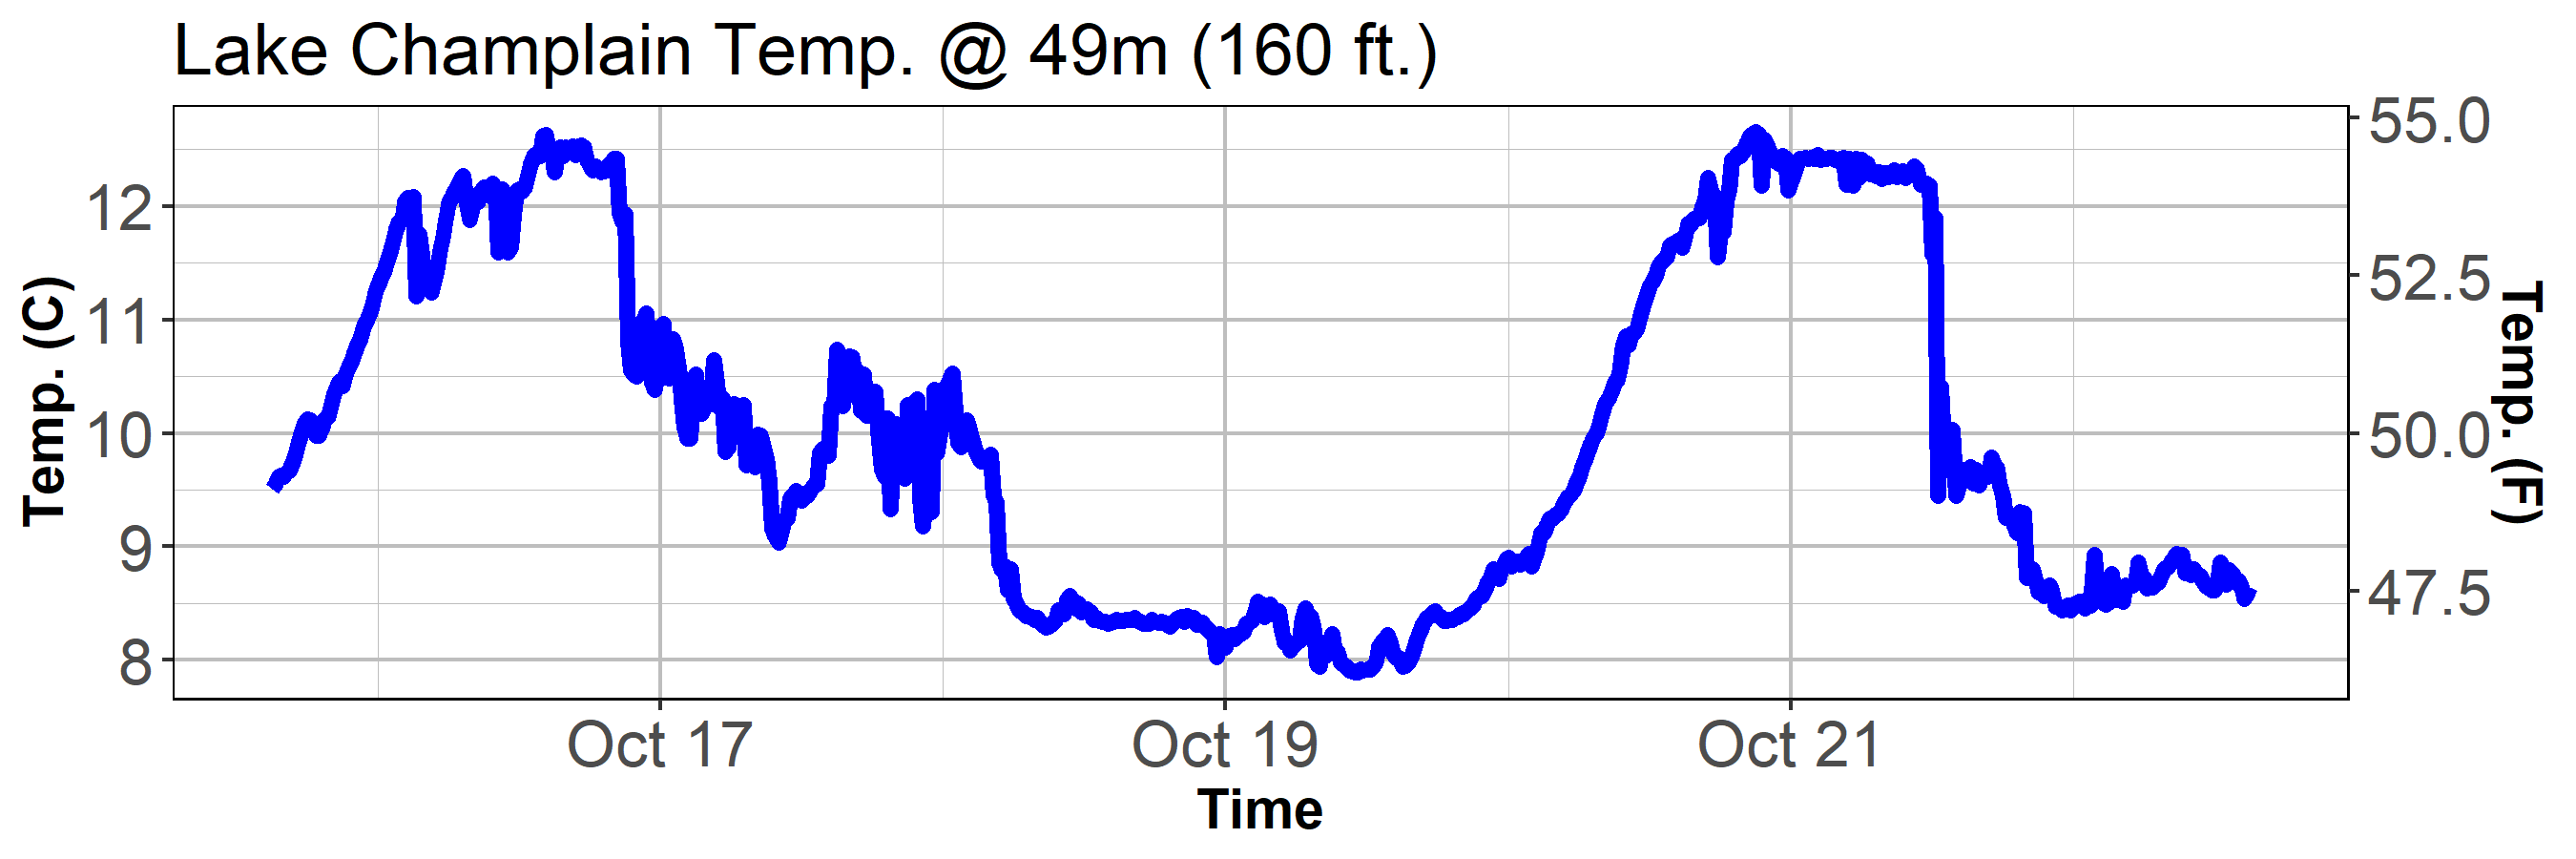 Lake Champlain Temp. @ 49m (160 ft.)
Temp. (C)
12
11
10
9
8
55.0
52.5
50.0
47.5
Temp. (F)
Oct 17
Oct 19
Oct 21
Time